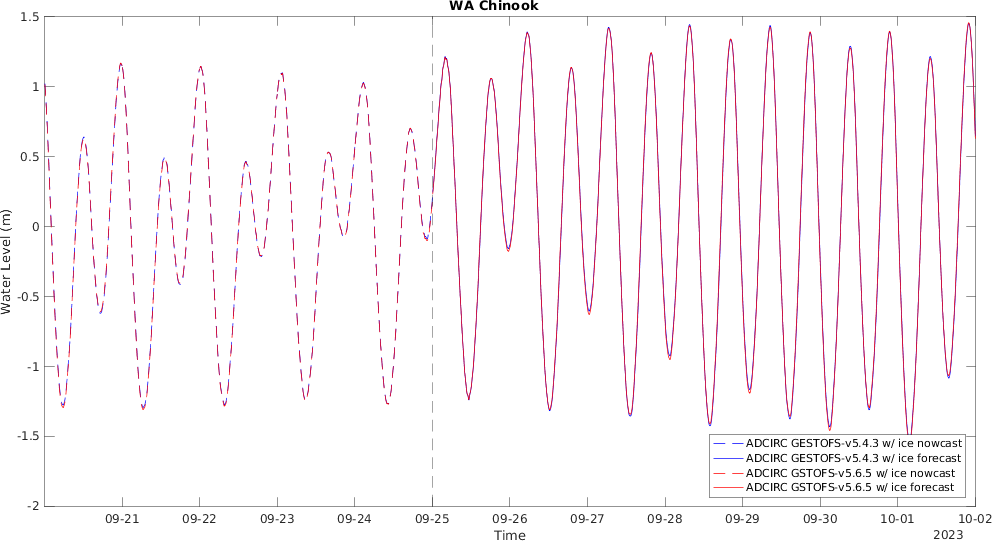 WA Chinook
1.5
1
0.5
0
-0.5
-1
-1.5
-2
Water Level (m)
ADCIRC GESTOFS-v5.4.3 w/ ice nowcast
ADCIRC GESTOFS-v5.4.3 w/ ice forecast
ADCIRC GSTOFS-v5.6.5 w/ ice nowcast
ADCIRC GSTOFS-v5.6.5 w/ ice forecast
09-21 09-22 09-23 09-24 09-25 09-26 09-27 09-28 09-29 09-30 10-01 10-02
Time
2023